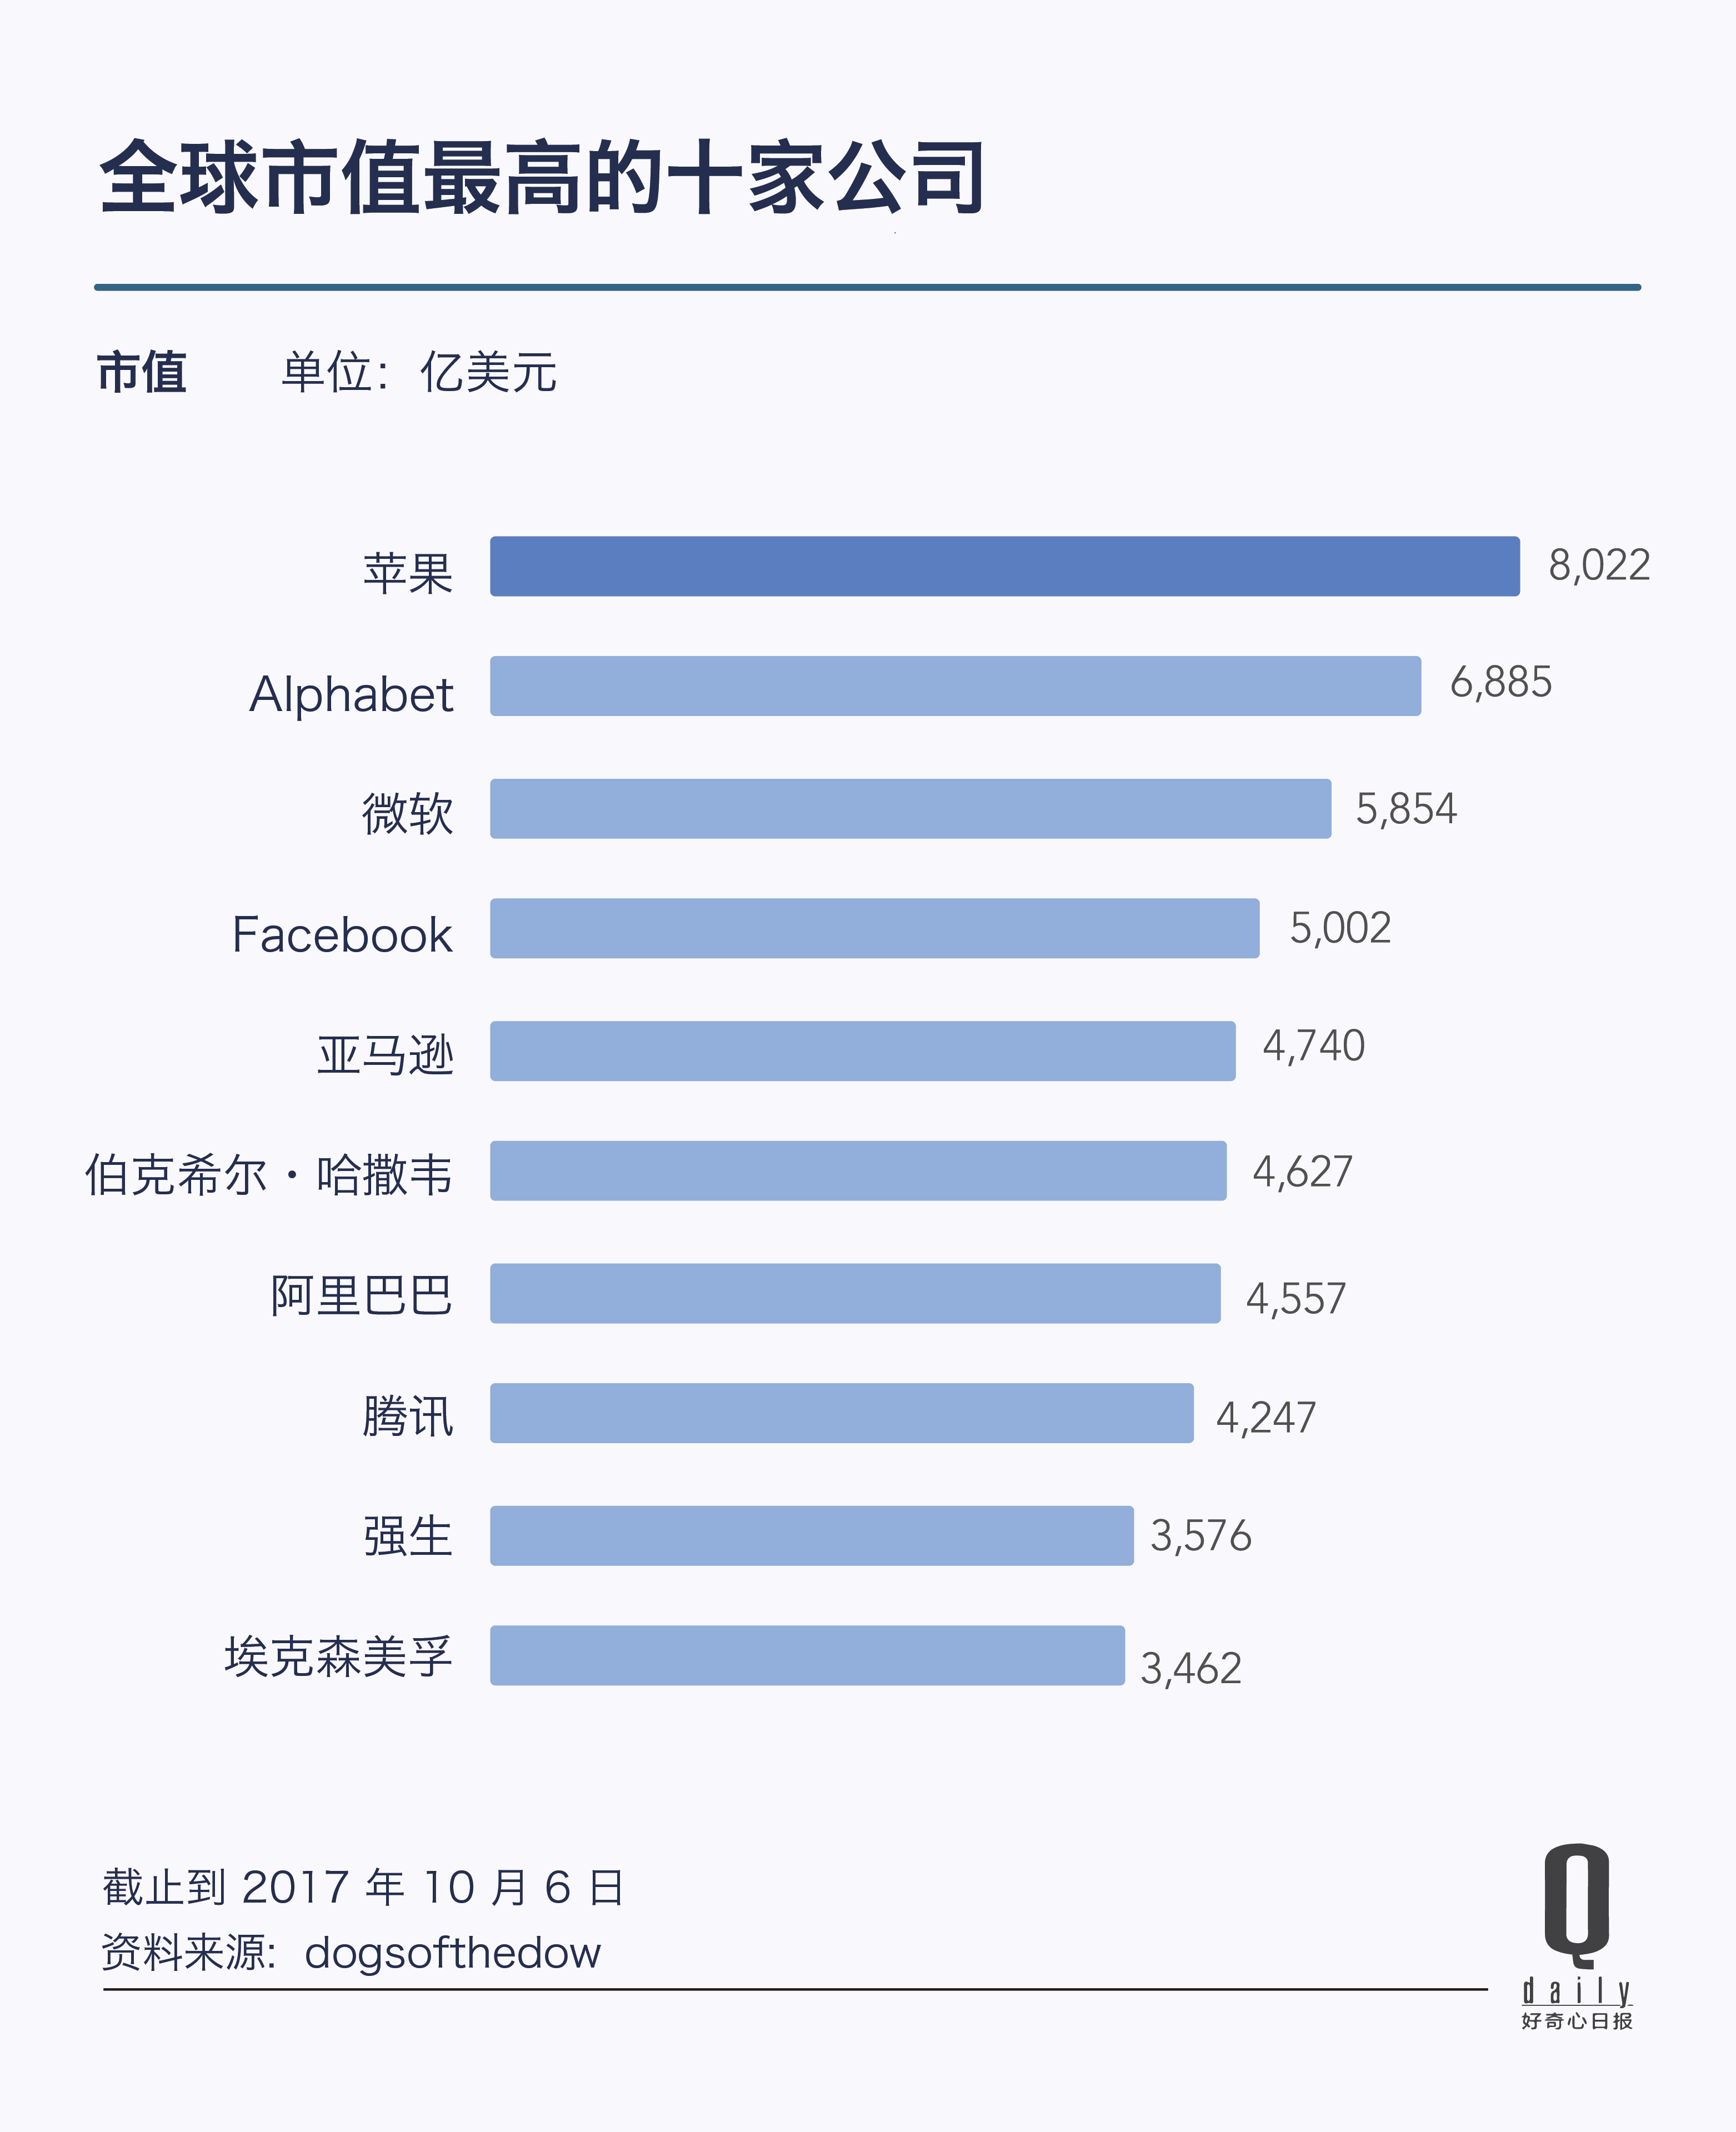 全球市值最高的十家公司
市值 单位：亿美元
苹果 8,022
Alphabet 6,885
微软 5,854
Facebook 5,002
亚马逊 4,740
伯克希尔·哈撒韦 4,627
阿里巴巴 4,557
腾讯 4,247
强生 3,576
埃克森美孚 3,462
截止到 2017 年 10 月 6 日
资料来源：dogsofthedow
Q
daily
好奇心日报